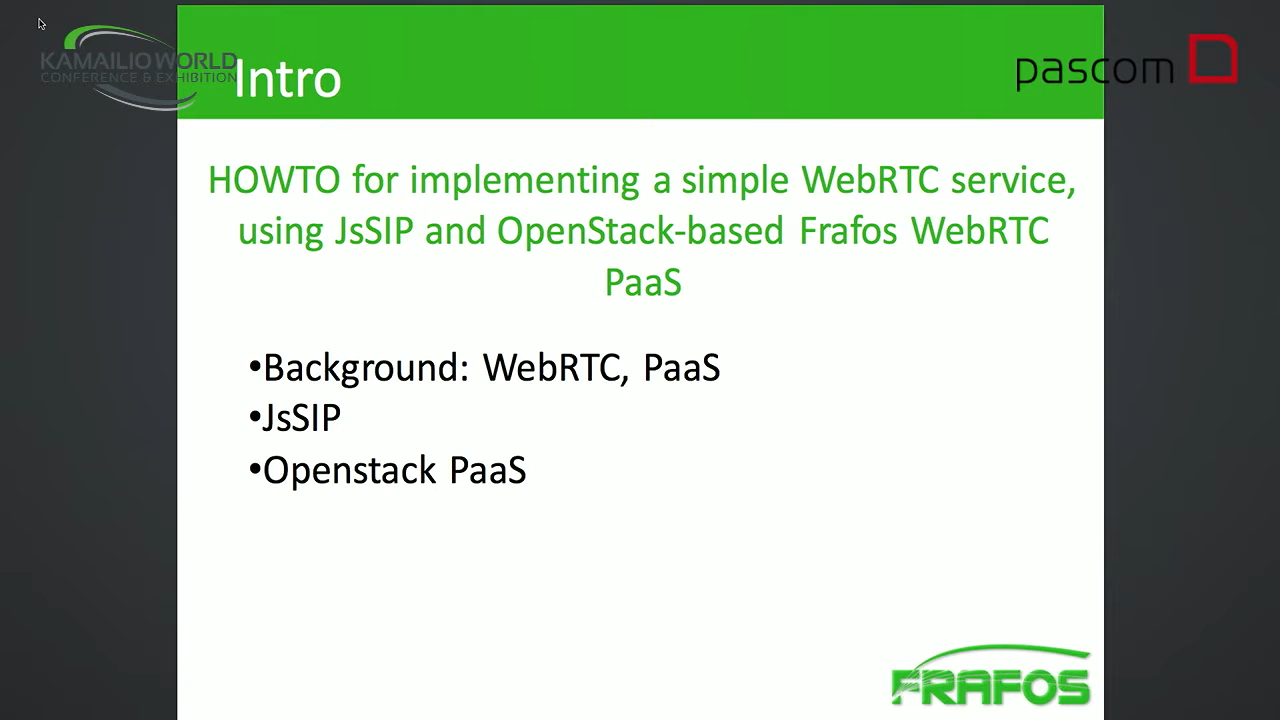 KAMAILIO WORLD
CONFERENCE & EXHIBITION
Intro
pascom
HOWTO for implementing a simple WebRTC service,
using JsSIP and OpenStack-based Frafos WebRTC
PaaS
•Background: WebRTC, PaaS
•JsSIP
•Openstack PaaS
FRAFOS